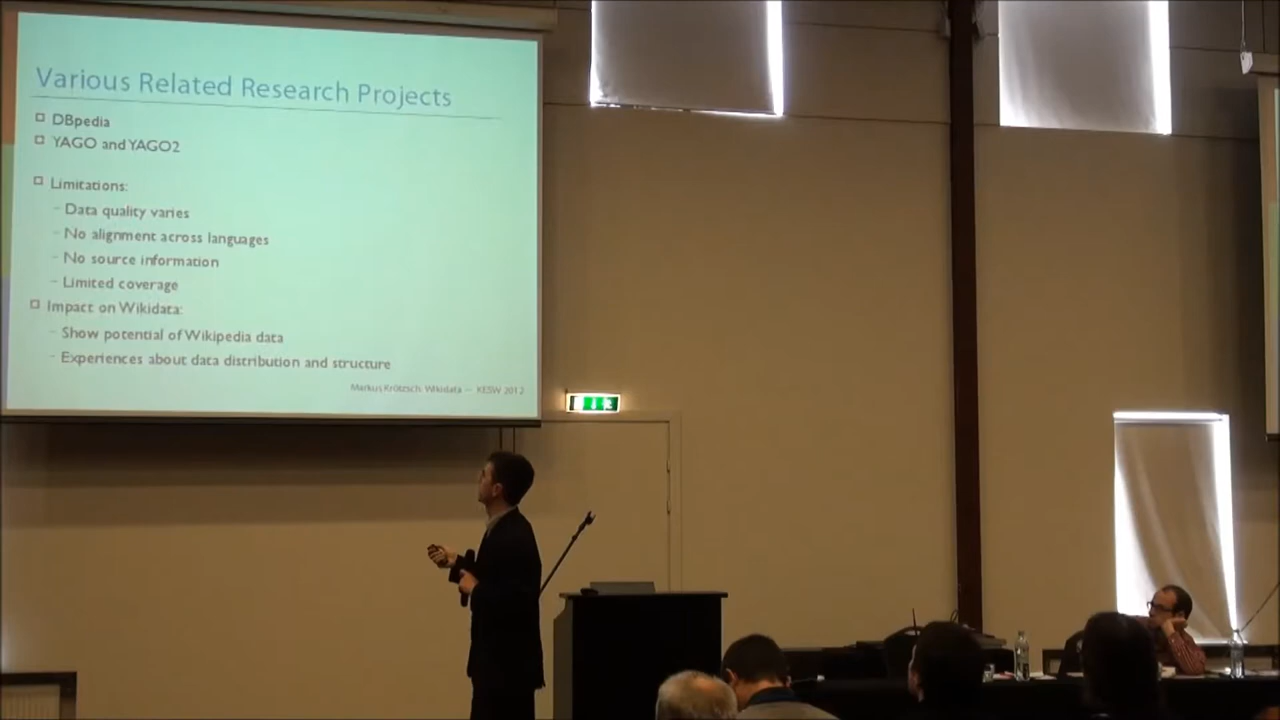 Various Related Research Projects
DBpedia
YAGO and YAGO2
Limitations:
– Data quality varies
– No alignment across languages
– No source information
– Limited coverage
Impact on Wikidata:
– Show potential of Wikipedia data
– Experiences about data distribution and structure
Markus Krötzsch: Wikidata — KESW 2012